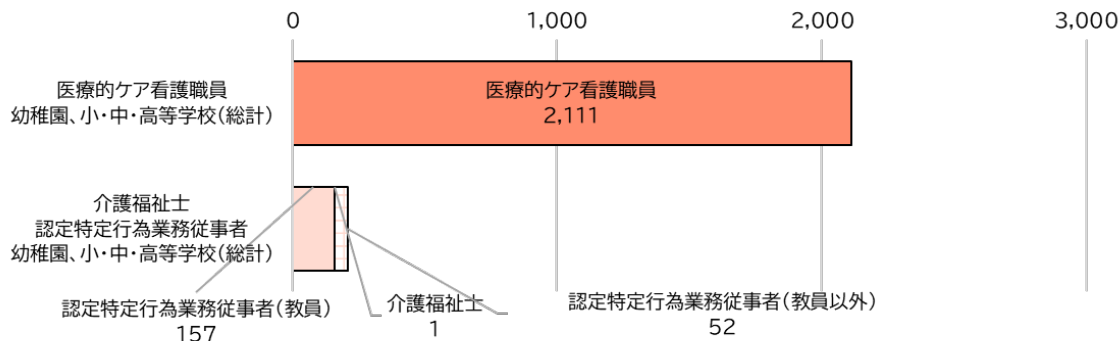 0 1,000 2,000 3,000
医療的ケア看護職員
幼稚園、小・中・高等学校(総計)
医療的ケア看護職員
2,111
介護福祉士
認定特定行為業務従事者
幼稚園、小・中・高等学校(総計)
認定特定行為業務従事者(教員)
157
介護福祉士
1
認定特定行為業務従事者(教員以外)
52